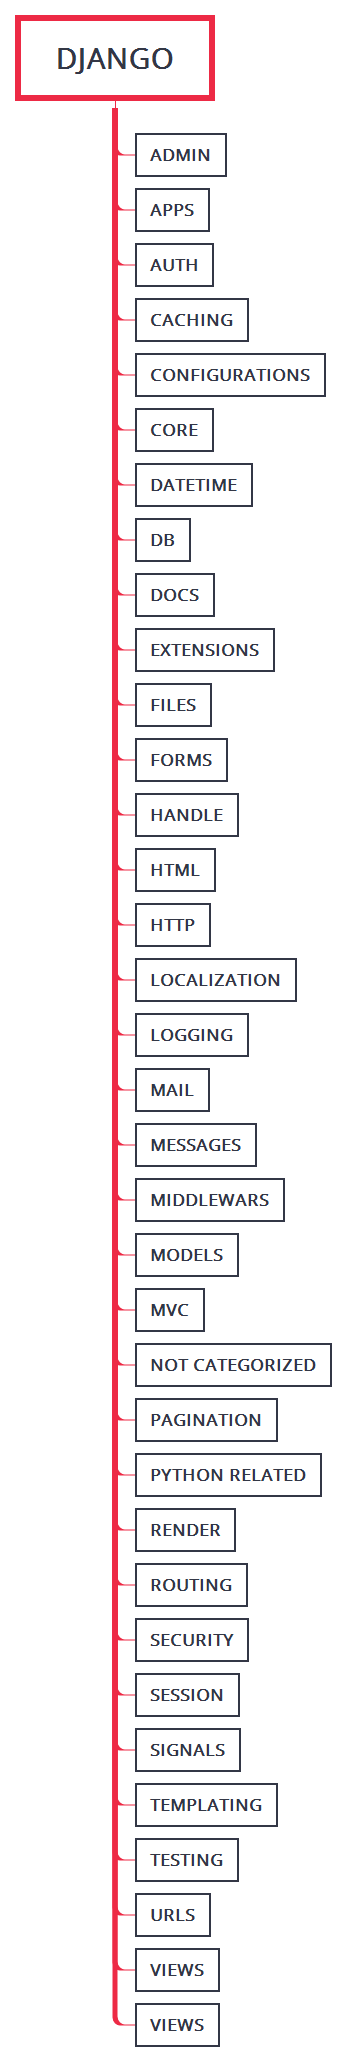 DJANGO
ADMIN
APPS
AUTH
CACHING
CONFIGURATIONS
CORE
DATETIME
DB
DOCS
EXTENSIONS
FILES
FORMS
HANDLE
HTML
HTTP
LOCALIZATION
LOGGING
MAIL
MESSAGES
MIDDLEWARS
MODELS
MVC
NOT CATEGORIZED
PAGINATION
PYTHON RELATED
RENDER
ROUTING
SECURITY
SESSION
SIGNALS
TEMPLATING
TESTING
URLS
VIEWS
VIEWS